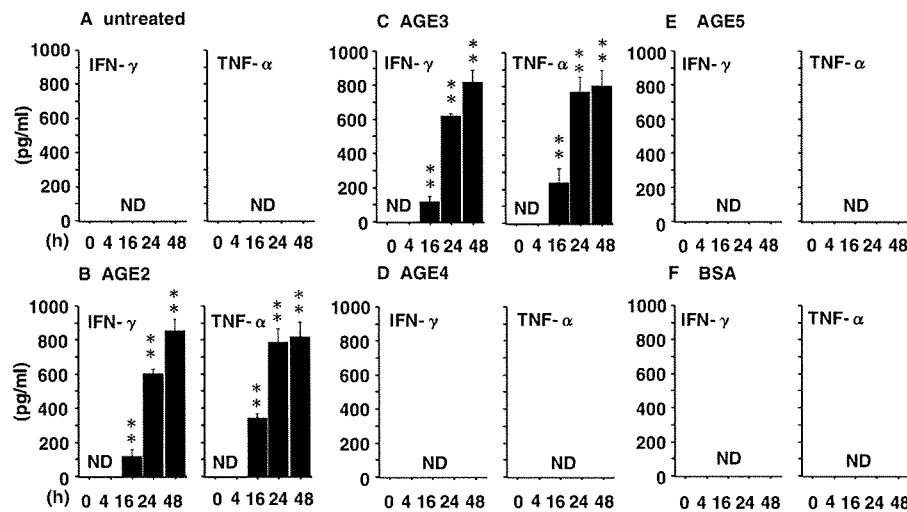 A untreated
IFN-γ
TNF-α
1000
800
600
400
200
0
(pg/ml)
ND
ND
(h)
0 4 16 24 48
0 4 16 24 48
C AGE3
IFN-γ
TNF-α
1000
800
600
400
200
0
ND
**
**
**
ND
**
**
**
0 4 16 24 48
0 4 16 24 48
E AGE5
IFN-γ
TNF-α
1000
800
600
400
200
0
ND
ND
0 4 16 24 48
0 4 16 24 48
B AGE2
IFN-γ
TNF-α
1000
800
600
400
200
0
(pg/ml)
ND
**
**
**
ND
**
**
**
(h)
0 4 16 24 48
0 4 16 24 48
D AGE4
IFN-γ
TNF-α
1000
800
600
400
200
0
ND
ND
0 4 16 24 48
0 4 16 24 48
F BSA
IFN-γ
TNF-α
1000
800
600
400
200
0
ND
ND
0 4 16 24 48
0 4 16 24 48